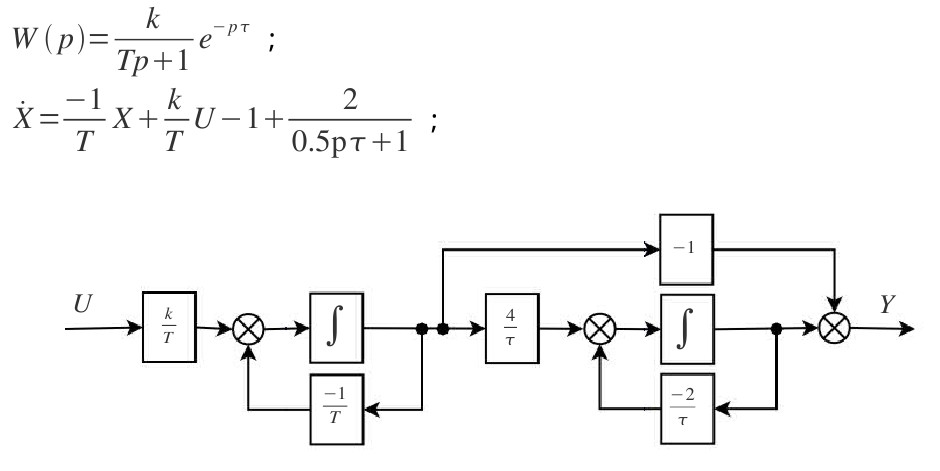 W(p)=k/(Tp+1) e^(-pτ) ;
Ẋ=-1/T X+k/T U-1+2/(0.5pτ+1) ;
-1
U k/T ∫ 4/τ ∫ Y
-1/T -2/τ